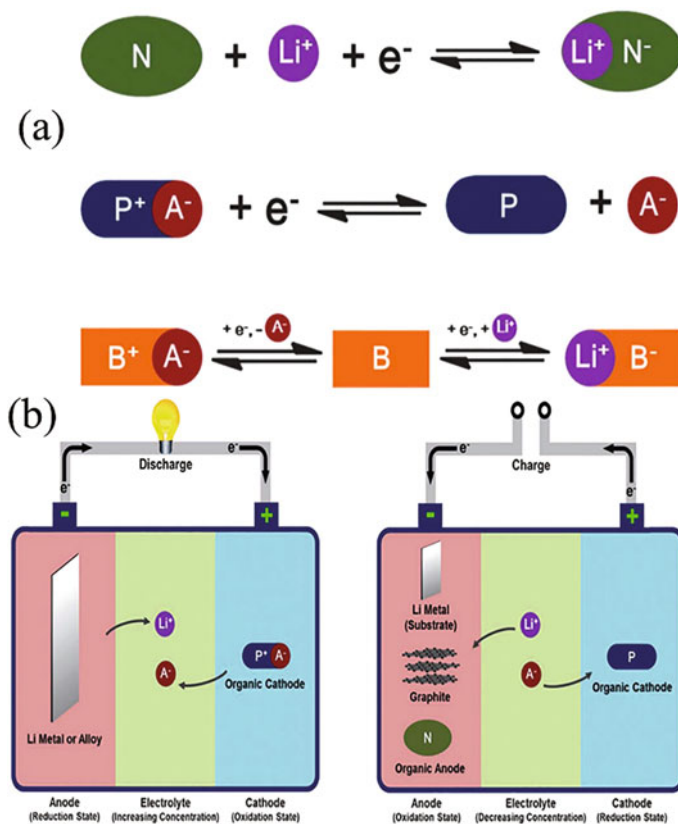 N + Li⁺ + e⁻ ⇌ Li⁺ N⁻
(a)
P⁺ A⁻ + e⁻ ⇌ P + A⁻
+ e⁻, - A⁻ + e⁻, + Li⁺
B⁺ A⁻ ⇌ B ⇌ Li⁺ B⁻
(b)
Discharge
e⁻ e⁻
e⁻
- +
Li⁺
A⁻
P⁺ A⁻
Organic Cathode
Li Metal or Alloy
Anode
(Reduction State)
Electrolyte
(Increasing Concentration)
Cathode
(Oxidation State)
Charge
e⁻
e⁻
- +
Li Metal
(Substrate)
Graphite
N
Organic Anode
Li⁺
A⁻
P
Organic Cathode
Anode
(Oxidation State)
Electrolyte
(Decreasing Concentration)
Cathode
(Reduction State)